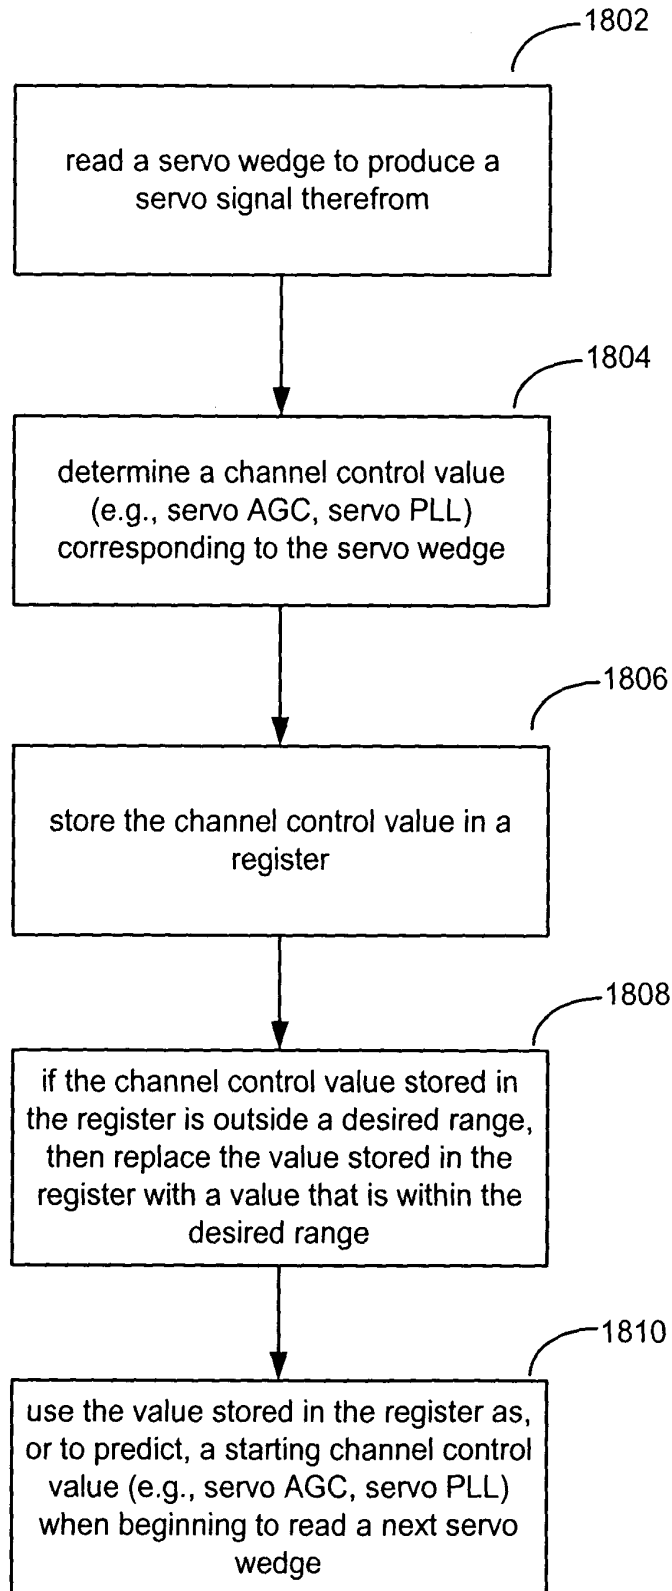 1802
read a servo wedge to produce a
servo signal therefrom
1804
determine a channel control value
(e.g., servo AGC, servo PLL)
corresponding to the servo wedge
1806
store the channel control value in a
register
1808
if the channel control value stored in
the register is outside a desired range,
then replace the value stored in the
register with a value that is within the
desired range
1810
use the value stored in the register as,
or to predict, a starting channel control
value (e.g., servo AGC, servo PLL)
when beginning to read a next servo
wedge